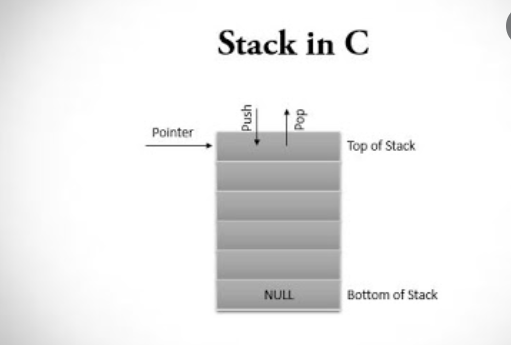 Stack in C
Push
Pop
Pointer
Top of Stack
NULL
Bottom of Stack